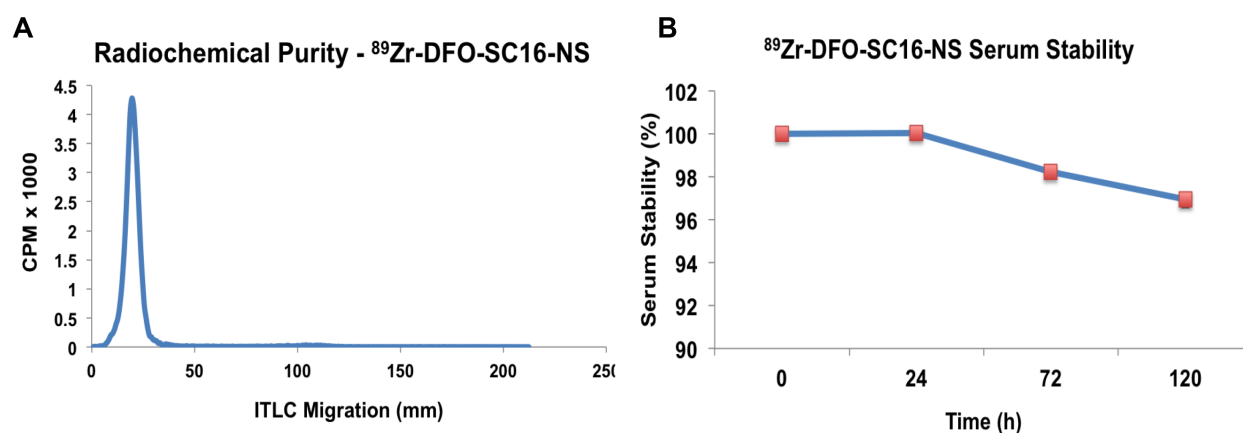 A
Radiochemical Purity - ⁸⁹Zr-DFO-SC16-NS
4.5
4
3.5
3
2.5
2
1.5
1
0.5
0
CPM x 1000
0 50 100 150 200 250
ITLC Migration (mm)
B
⁸⁹Zr-DFO-SC16-NS Serum Stability
102
100
98
96
94
92
90
Serum Stability (%)
0 24 72 120
Time (h)